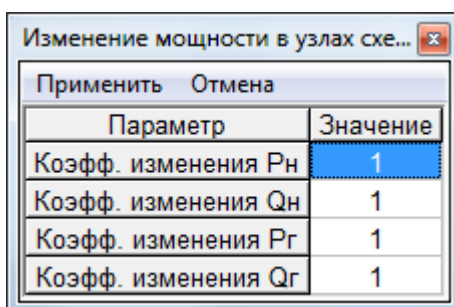 Изменение мощности в узлах схе...
Применить Отмена
Параметр Значение
Коэфф. изменения Pн 1
Коэфф. изменения Qн 1
Коэфф. изменения Pг 1
Коэфф. изменения Qг 1